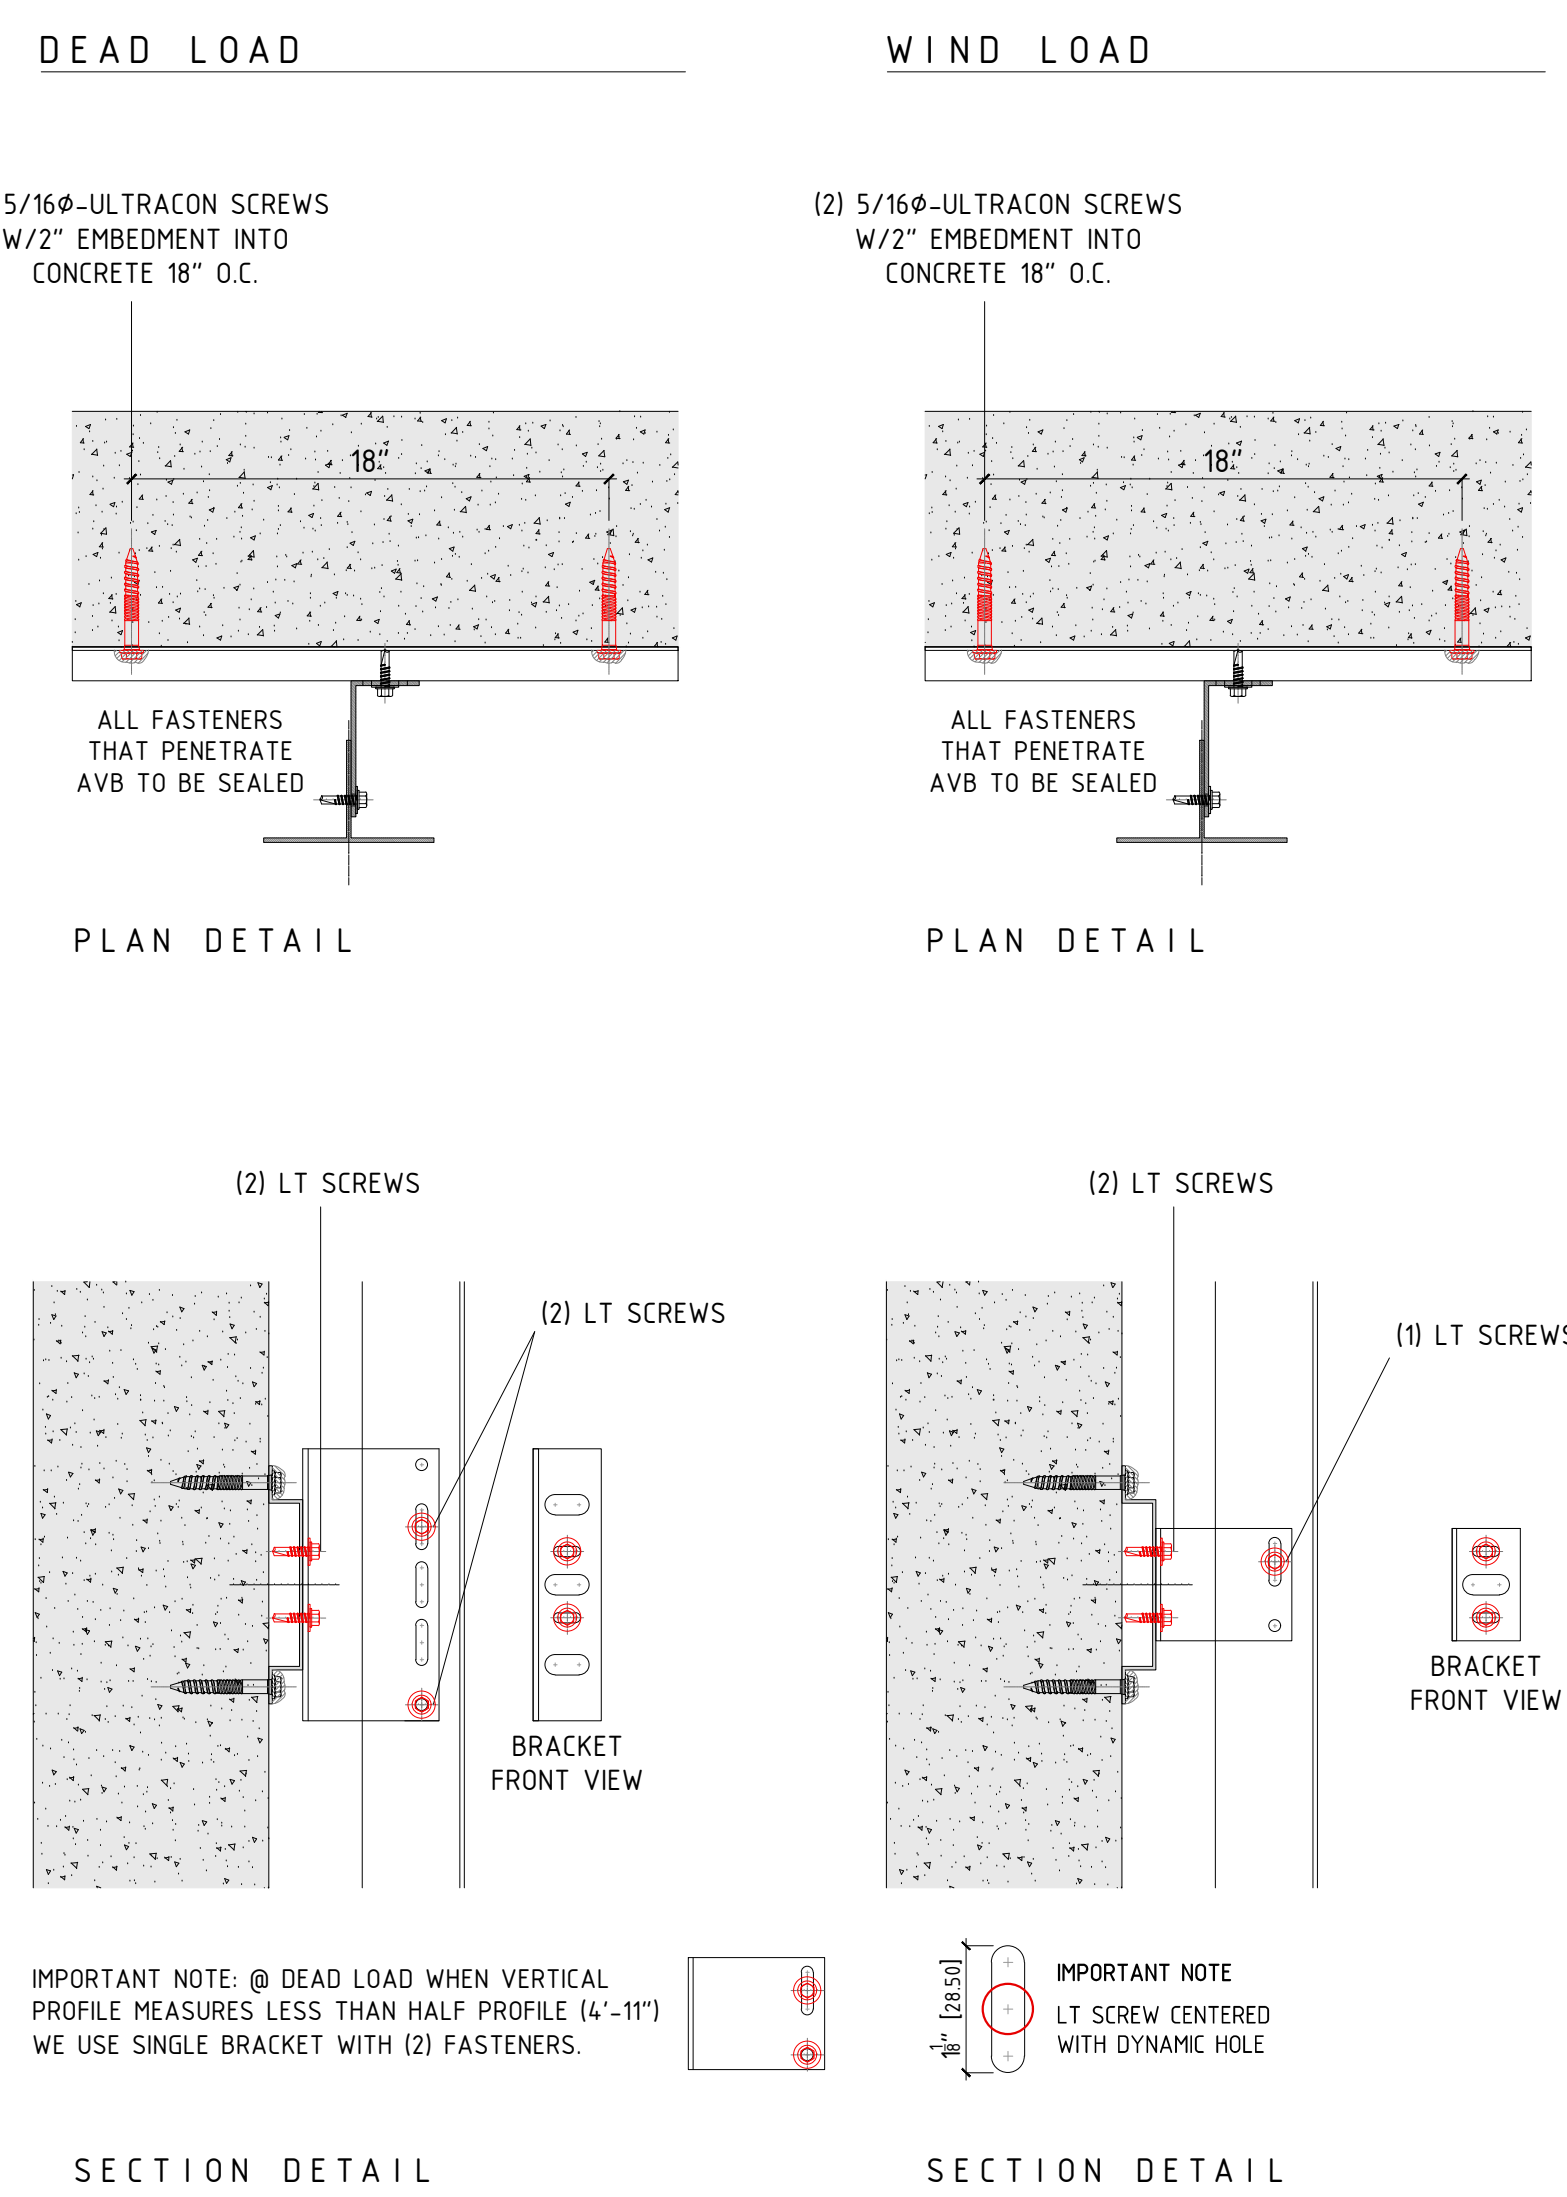 DEAD LOAD
WIND LOAD
5/16Φ-ULTRACON SCREWS
W/2" EMBEDMENT INTO
CONCRETE 18" O.C.
(2) 5/16Φ-ULTRACON SCREWS
W/2" EMBEDMENT INTO
CONCRETE 18" O.C.
18"
18"
ALL FASTENERS
THAT PENETRATE
AVB TO BE SEALED
ALL FASTENERS
THAT PENETRATE
AVB TO BE SEALED
PLAN DETAIL
PLAN DETAIL
(2) LT SCREWS
(2) LT SCREWS
(2) LT SCREWS
(1) LT SCREWS
BRACKET
FRONT VIEW
BRACKET
FRONT VIEW
IMPORTANT NOTE: @ DEAD LOAD WHEN VERTICAL
PROFILE MEASURES LESS THAN HALF PROFILE (4'-11")
WE USE SINGLE BRACKET WITH (2) FASTENERS.
1 1/8" [28.50]
IMPORTANT NOTE
LT SCREW CENTERED
WITH DYNAMIC HOLE
SECTION DETAIL
SECTION DETAIL